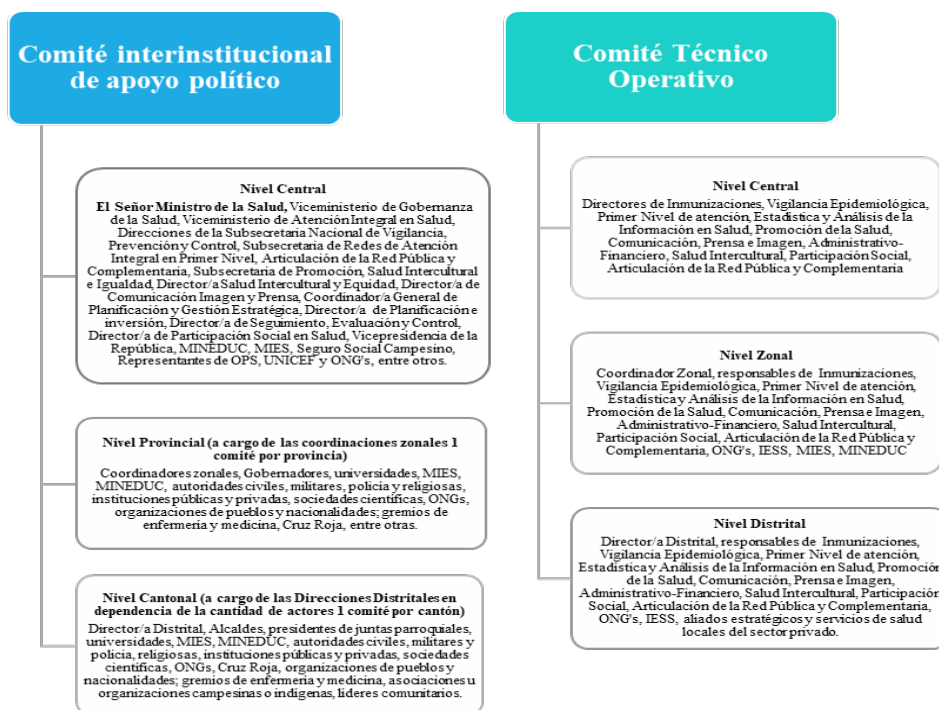 Comité interinstitucional
de apoyo político
Nivel Central
El Señor Ministro de la Salud, Viceministerio de Gobernanza
de la Salud, Viceministerio de Atención Integral en Salud,
Direcciones de la Subsecretaria Nacional de Vigilancia,
Prevención y Control, Subsecretaria de Redes de Atención
Integral en Primer Nivel, Articulación de la Red Pública y
Complementaria, Subsecretaria de Promoción, Salud Intercultural
e Igualdad, Director/a Salud Intercultural y Equidad, Director/a de
Comunicación Imagen y Prensa, Coordinador/a General de
Planificación y Gestión Estratégica, Director/a de Planificación e
inversión, Director/a de Seguimiento, Evaluación y Control,
Director/a de Participación Social en Salud, Vicepresidencia de la
República, MINEDUC, MIES, Seguro Social Campesino,
Representantes de OPS, UNICEF y ONG's, entre otros.
Nivel Provincial (a cargo de las coordinaciones zonales 1
comité por provincia)
Coordinadores zonales, Gobernadores, universidades, MIES,
MINEDUC, autoridades civiles, militares, policia y religiosas,
instituciones públicas y privadas, sociedades científicas, ONGs,
organizaciones de pueblos y nacionalidades; gremios de
enfermería y medicina, Cruz Roja, entre otras.
Nivel Cantonal (a cargo de las Direcciones Distritales en
dependencia de la cantidad de actores 1 comité por cantón)
Director/a Distrital, Alcaldes, presidentes de juntas parroquiales,
universidades, MIES, MINEDUC, autoridades civiles, militares y
policia, religiosas, instituciones públicas y privadas, sociedades
científicas, ONGs, Cruz Roja, organizaciones de pueblos y
nacionalidades; gremios de enfermería y medicina, asociaciones u
organizaciones campesinas o indígenas, lideres comunitarios.
Comité Técnico
Operativo
Nivel Central
Directores de Inmunizaciones, Vigilancia Epidemiológica,
Primer Nivel de atención, Estadística y Análisis de la
Información en Salud, Promoción de la Salud,
Comunicación, Prensa e Imagen, Administrativo-
Financiero, Salud Intercultural, Participación Social,
Articulación de la Red Pública y Complementaria
Nivel Zonal
Coordinador Zonal, responsables de Inmunizaciones,
Vigilancia Epidemiológica, Primer Nivel de atención,
Estadística y Análisis de la Información en Salud,
Promoción de la Salud, Comunicación, Prensa e Imagen,
Administrativo-Financiero, Salud Intercultural,
Participación Social, Articulación de la Red Pública y
Complementaria, ONG's, IESS, MIES, MINEDUC
Nivel Distrital
Director/a Distrital, responsables de Inmunizaciones,
Vigilancia Epidemiológica, Primer Nivel de atención,
Estadística y Análisis de la Información en Salud, Promoción
de la Salud, Comunicación, Prensa e Imagen,
Administrativo-Financiero, Salud Intercultural, Participación
Social, Articulación de la Red Pública y Complementaria,
ONG's, IESS, aliados estratégicos y servicios de salud
locales del sector privado.